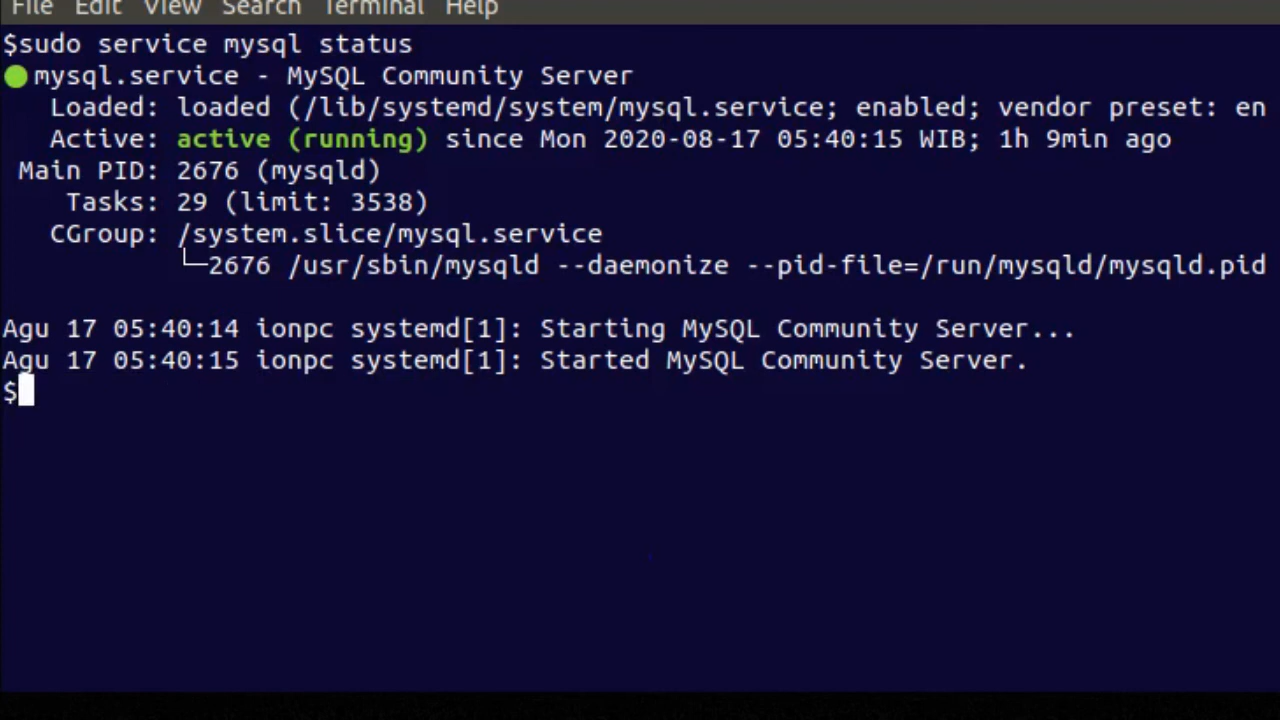 File Edit View Search Terminal Help
$sudo service mysql status
●mysql.service - MySQL Community Server
Loaded: loaded (/lib/systemd/system/mysql.service; enabled; vendor preset: en
Active: active (running) since Mon 2020-08-17 05:40:15 WIB; 1h 9min ago
Main PID: 2676 (mysqld)
Tasks: 29 (limit: 3538)
CGroup: /system.slice/mysql.service
└─2676 /usr/sbin/mysqld --daemonize --pid-file=/run/mysqld/mysqld.pid
Agu 17 05:40:14 ionpc systemd[1]: Starting MySQL Community Server...
Agu 17 05:40:15 ionpc systemd[1]: Started MySQL Community Server.
$